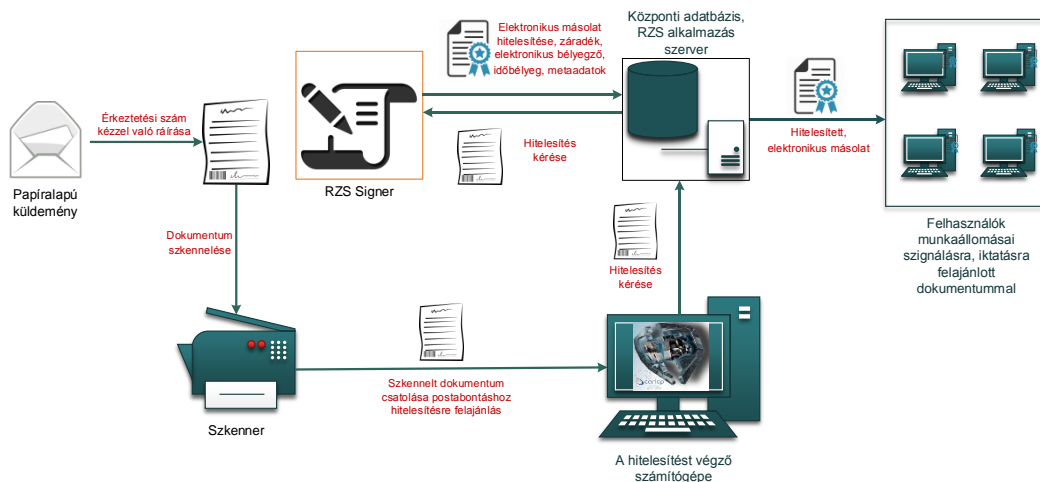 Elektronikus másolat
hitelesítése, záradék,
elektronikus bélyegző,
időbélyeg, metaadatok
Központi adatbázis,
RZS alkalmazás
szerver
Érkeztetési szám
kézzel való ráírása
Papíralapú
küldemény
RZS Signer
Hitelesítés
kérése
Hitelesített,
elektronikus másolat
Felhasználók
munkaállomásai
szignálásra, iktatásra
felajánlott
dokumentummal
Dokumentum
szkennelése
Hitelesítés
kérése
Szkennelt dokumentum
csatolása postabontáshoz
hitelesítésre felajánlás
Szkenner
A hitelesítést végző
számítógépe